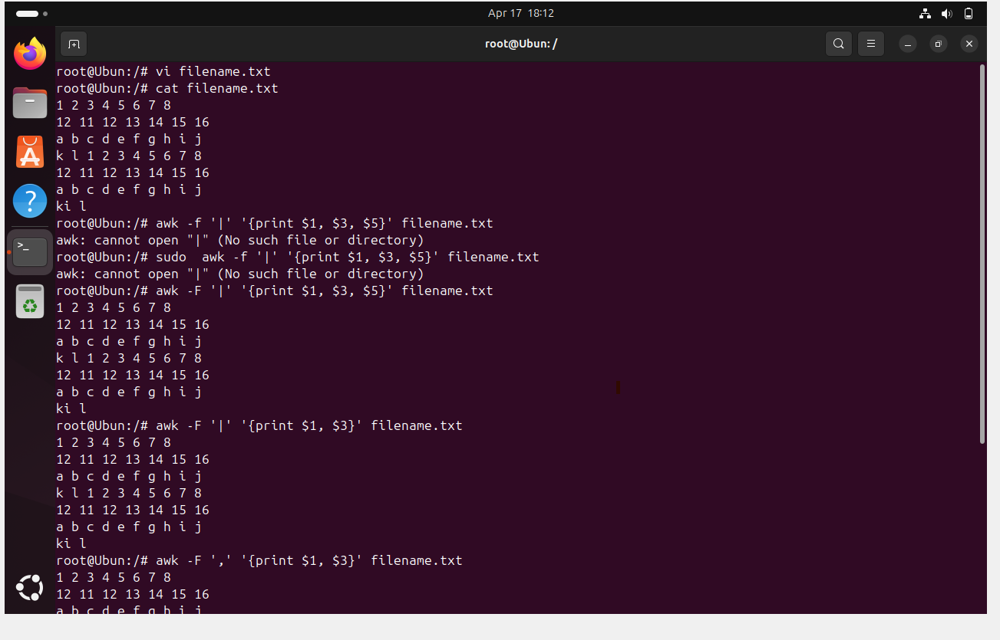 Apr 17  18:12
root@Ubun: /
root@Ubun:/# vi filename.txt
root@Ubun:/# cat filename.txt
1 2 3 4 5 6 7 8
12 11 12 13 14 15 16
a b c d e f g h i j
k l 1 2 3 4 5 6 7 8
12 11 12 13 14 15 16
a b c d e f g h i j
ki l
root@Ubun:/# awk -f '|' '{print $1, $3, $5}' filename.txt
awk: cannot open "|" (No such file or directory)
root@Ubun:/# sudo  awk -f '|' '{print $1, $3, $5}' filename.txt
awk: cannot open "|" (No such file or directory)
root@Ubun:/# awk -F '|' '{print $1, $3, $5}' filename.txt
1 2 3 4 5 6 7 8
12 11 12 13 14 15 16
a b c d e f g h i j
k l 1 2 3 4 5 6 7 8
12 11 12 13 14 15 16
a b c d e f g h i j
ki l
root@Ubun:/# awk -F '|' '{print $1, $3}' filename.txt
1 2 3 4 5 6 7 8
12 11 12 13 14 15 16
a b c d e f g h i j
k l 1 2 3 4 5 6 7 8
12 11 12 13 14 15 16
a b c d e f g h i j
ki l
root@Ubun:/# awk -F ',' '{print $1, $3}' filename.txt
1 2 3 4 5 6 7 8
12 11 12 13 14 15 16
a b c d e f g h i j